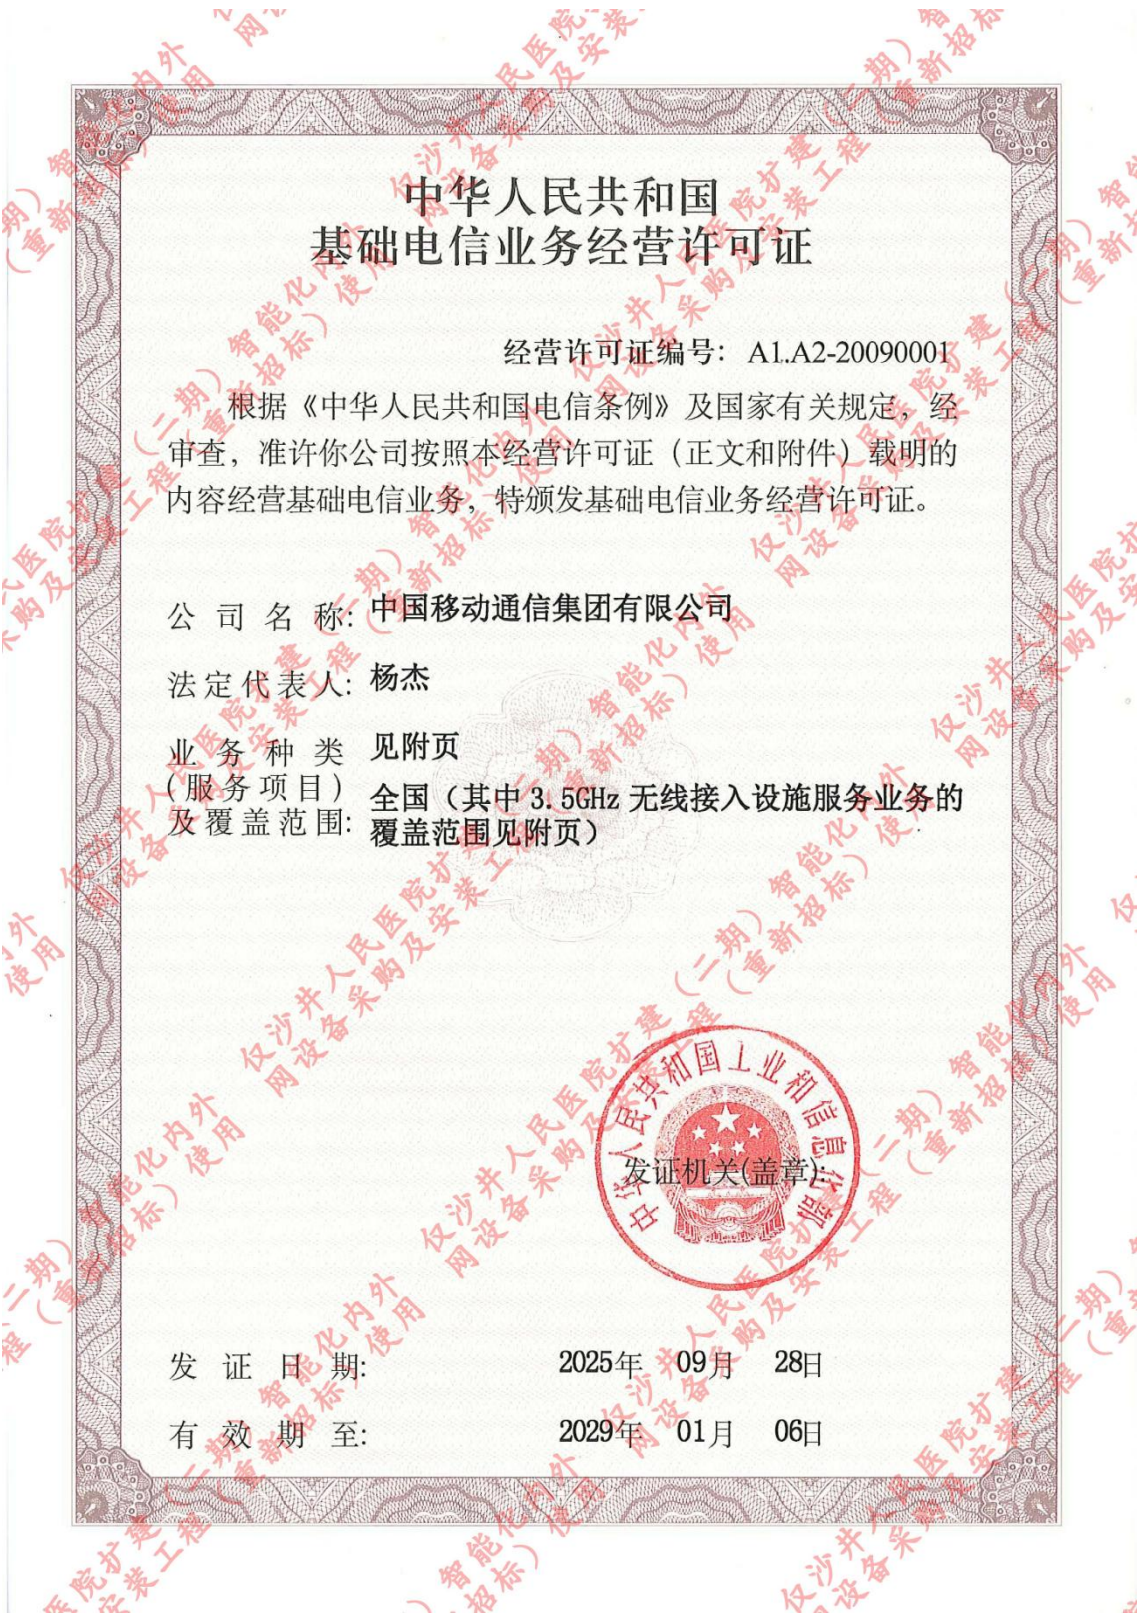 中华人民共和国
基础电信业务经营许可证
经营许可证编号: A1.A2-20090001
根据《中华人民共和国电信条例》及国家有关规定，经
审查，准许你公司按照本经营许可证（正文和附件）载明的
内容经营基础电信业务，特颁发基础电信业务经营许可证。
公司名称: 中国移动通信集团有限公司
法定代表人: 杨杰
业务种类 见附页
(服务项目)
及覆盖范围: 全国（其中 3.5GHz 无线接入设施服务业务的
覆盖范围见附页）
中华人民共和国工业和信息化部
发证机关(盖章):
发证日期: 2025年 09月 28日
有效期至: 2029年 01月 06日
仅沙井人民医院扩建（二期）智能化内外
网设备采购及安装工程（重新招标）使用